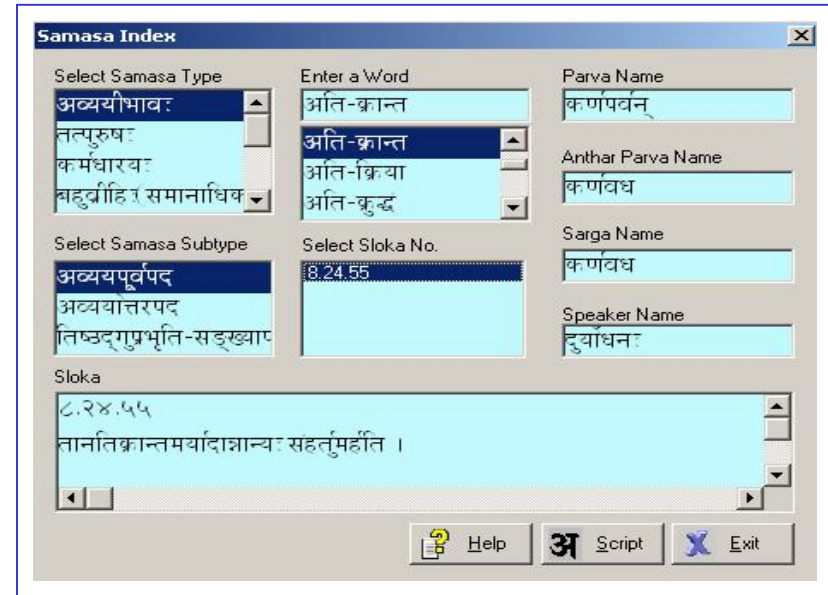 Samasa Index
Select Samasa Type
अव्ययीभावः
तत्पुरुषः
कर्मधारयः
बहुव्रीहिः(समानाधिक
Enter a Word
अति-क्रान्त
अति-क्रान्त
अति-क्रिया
अति-क्रुद्धं
Parva Name
कर्णपर्वन्
Anthar Parva Name
कर्णवध
Select Samasa Subtype
अव्ययपूर्वपद
अव्ययोत्तरपद
तिष्ठद्गुप्रभृति-सङ्ख्याप
Select Sloka No.
8.24.55
Sarga Name
कर्णवध
Speaker Name
दुर्योधनः
Sloka
८.२४.५५
तानतिक्रान्तमर्यादान्नान्यः संहर्तुमर्हति ।
Help Script Exit